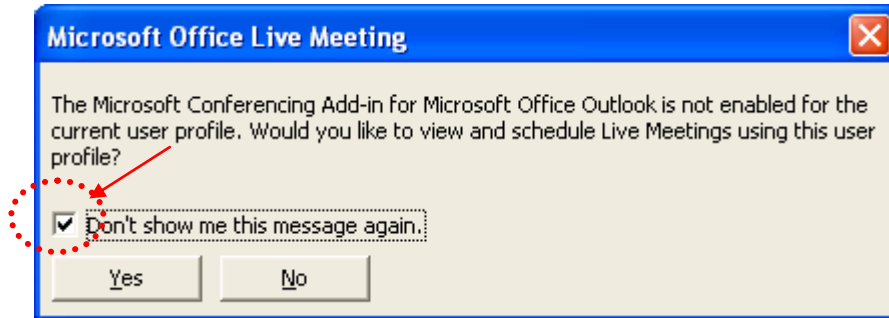 Microsoft Office Live Meeting
The Microsoft Conferencing Add-in for Microsoft Office Outlook is not enabled for the
current user profile. Would you like to view and schedule Live Meetings using this user
profile?
Don't show me this message again.
Yes No